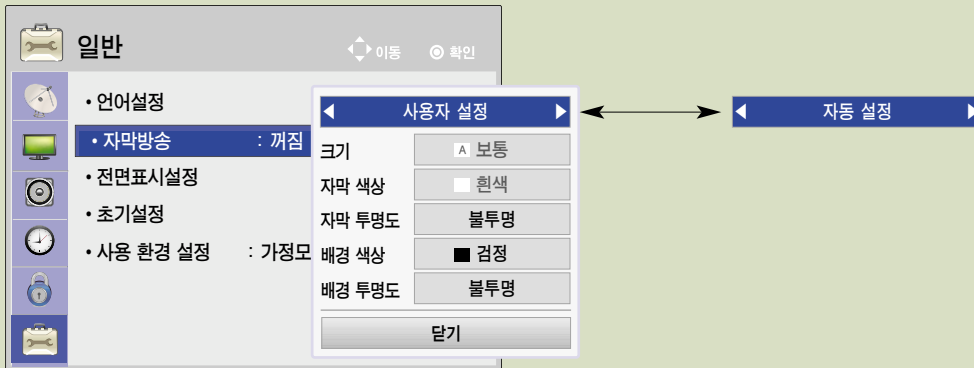 일반
이동 확인
• 언어설정
• 자막방송 : 꺼짐
• 전면표시설정
• 초기설정
• 사용 환경 설정 : 가정모
사용자 설정
크기 A 보통
자막 색상 흰색
자막 투명도 불투명
배경 색상 검정
배경 투명도 불투명
닫기
자동 설정